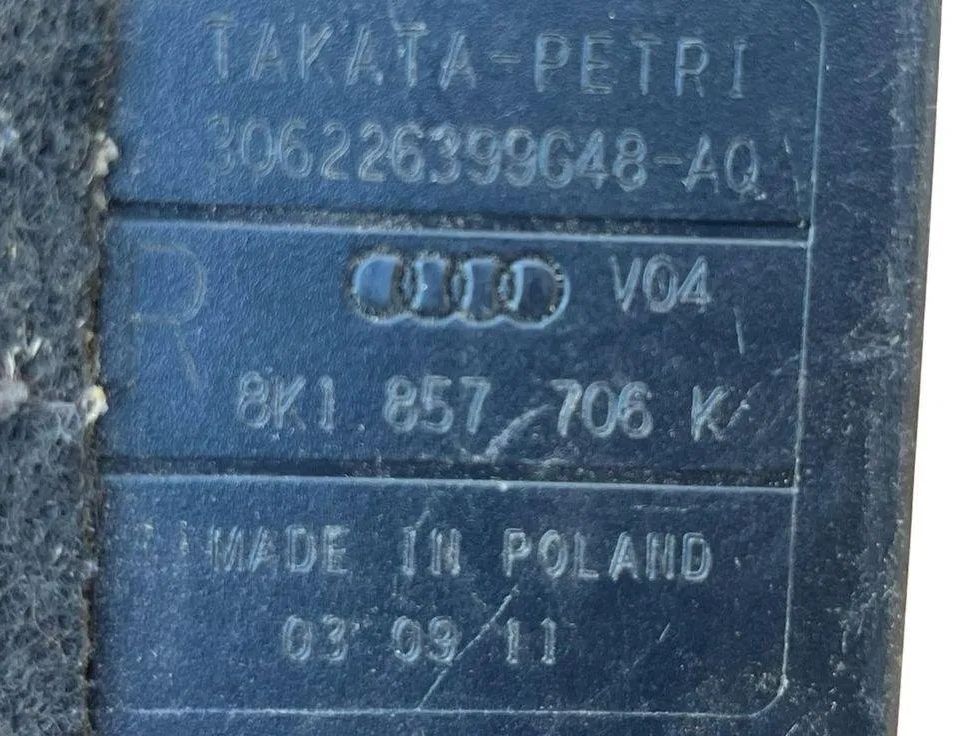 TAKATA-PETRI
306226399G48-AQ
R V04
8K1 857 706 K
MADE IN POLAND
03 09 11